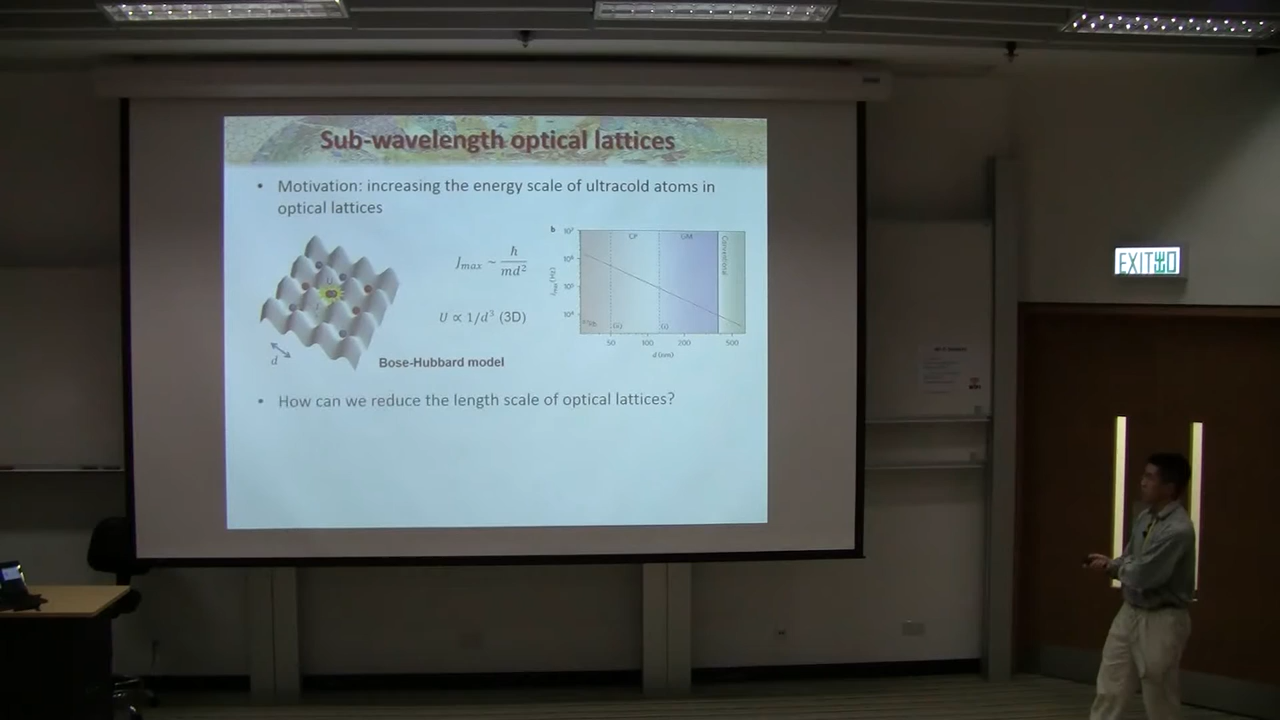 Sub-wavelength optical lattices
• Motivation: increasing the energy scale of ultracold atoms in
optical lattices
J_max ~ ħ / md²
U ∝ 1/d³ (3D)
d
Bose-Hubbard model
b
CP
GM
Conventional
50 100 200 500
d (nm)
• How can we reduce the length scale of optical lattices?
EXIT 出口